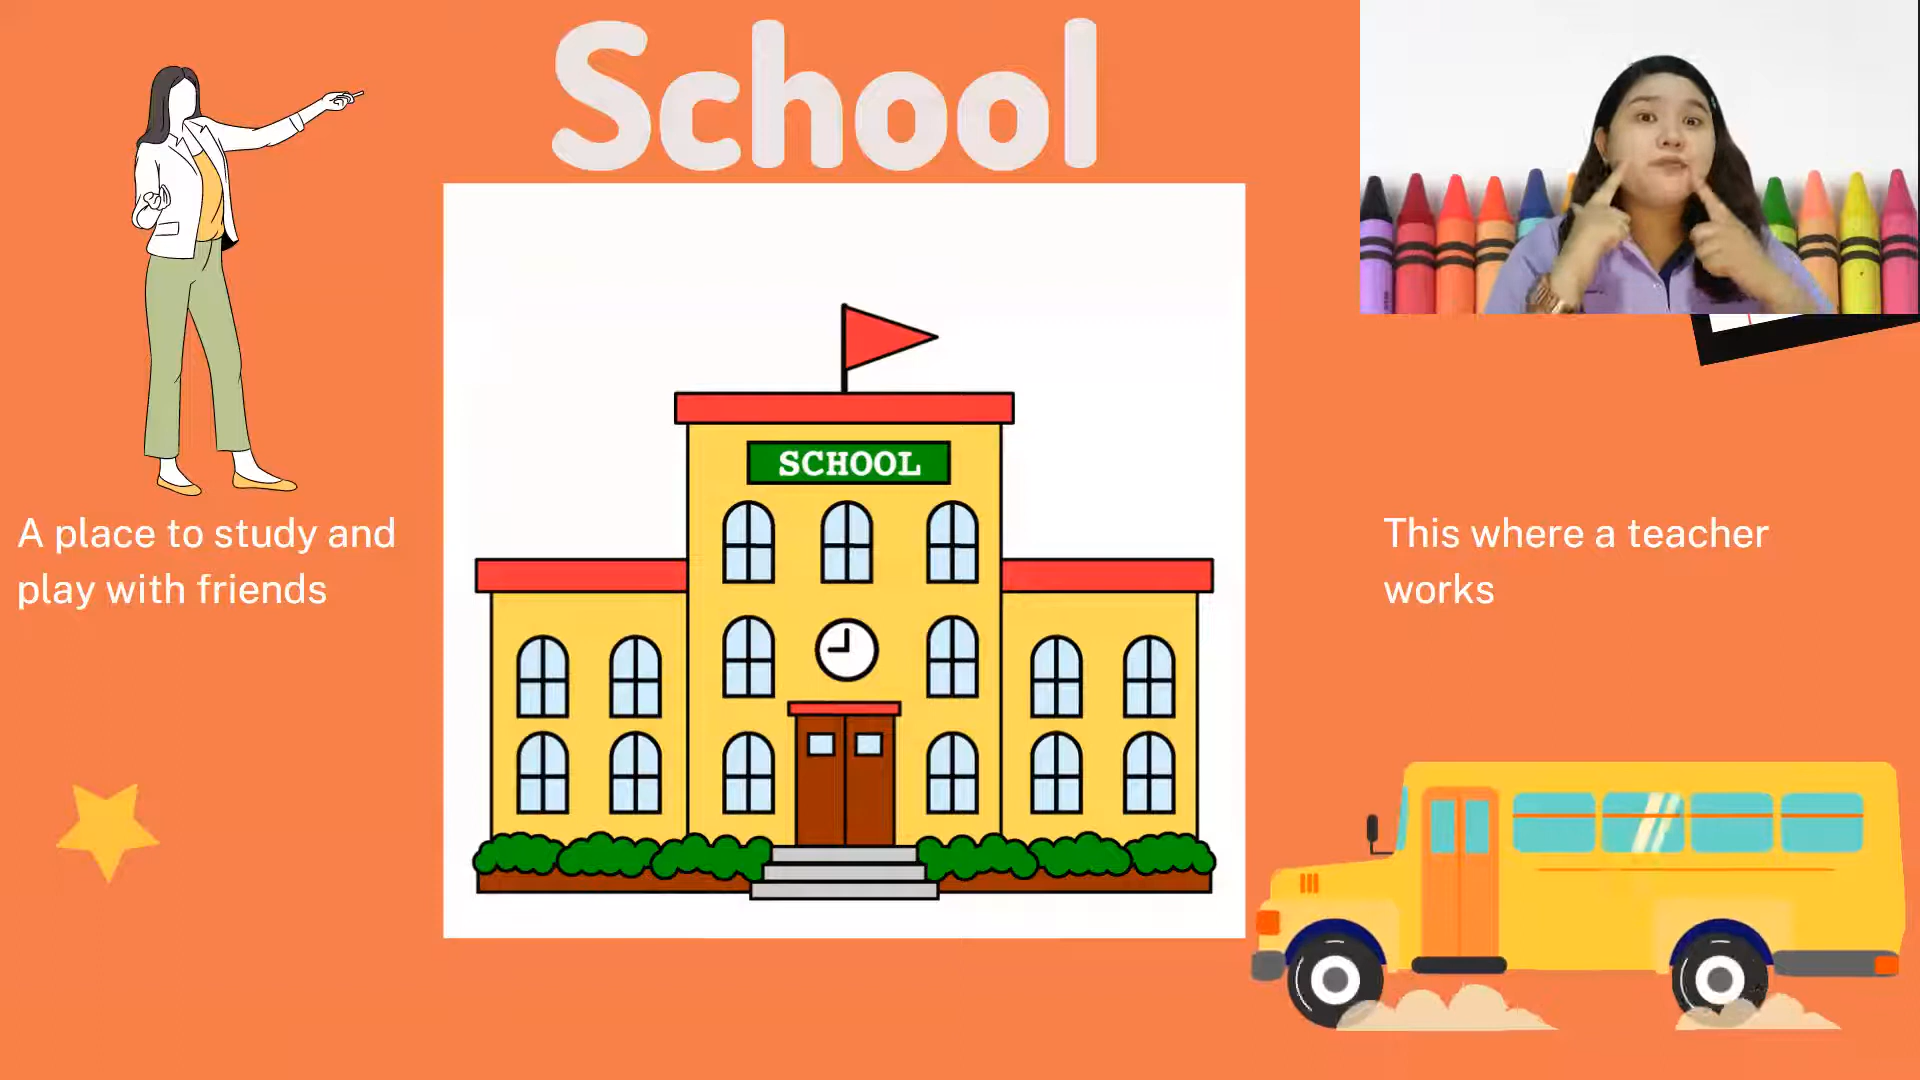 School
SCHOOL
A place to study and
play with friends
This where a teacher
works